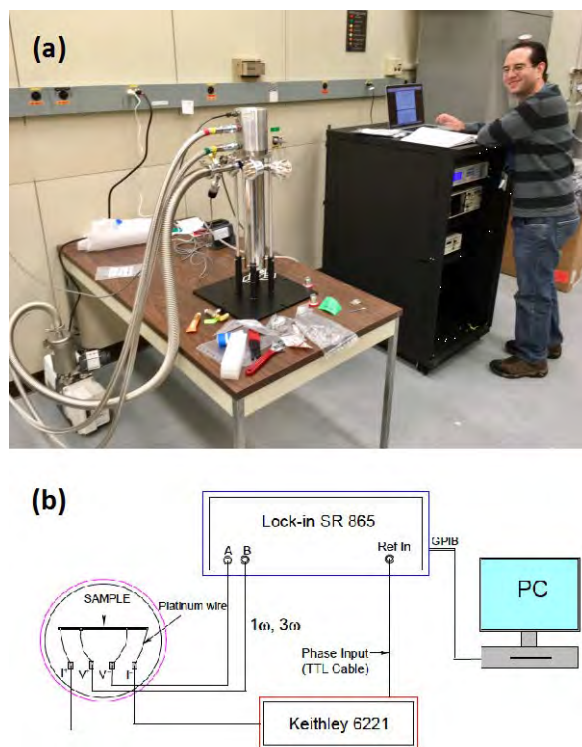 (a)
(b)
Lock-in SR 865
A B
Ref In
GPIB
PC
SAMPLE
Platinum wire
1ω, 3ω
I⁺ V⁺ V⁻ I⁻
Phase Input
(TTL Cable)
Keithley 6221